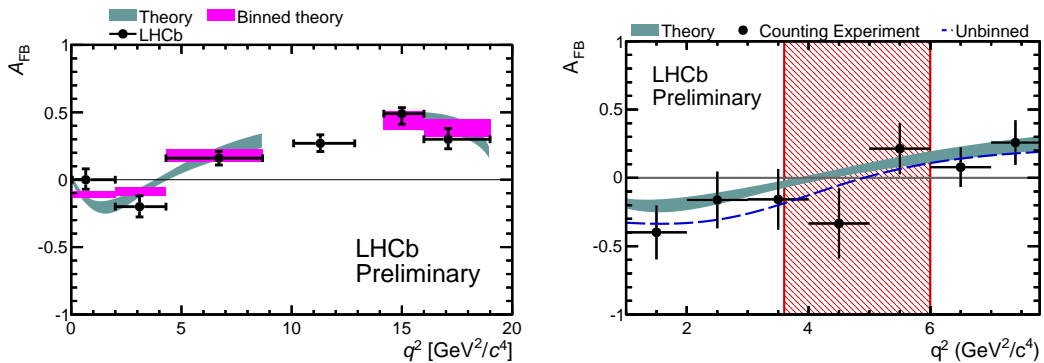 Theory Binned theory
LHCb
A_FB
1
0.5
0
-0.5
-1
0 5 10 15 20
q² [GeV²/c⁴]
LHCb
Preliminary
Theory Counting Experiment Unbinned
A_FB
1
0.5
0
-0.5
-1
2 4 6
q² (GeV²/c⁴)
LHCb
Preliminary